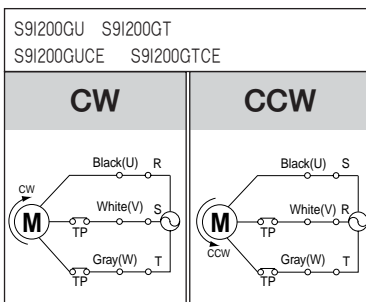 S9I200GU S9I200GT
S9I200GUCE S9I200GTCE
CW CCW
Black(U) R
CW
White(V) S
M
TP
Gray(W) T
TP
Black(U) S
White(V) R
M
TP
CCW
Gray(W) T
TP